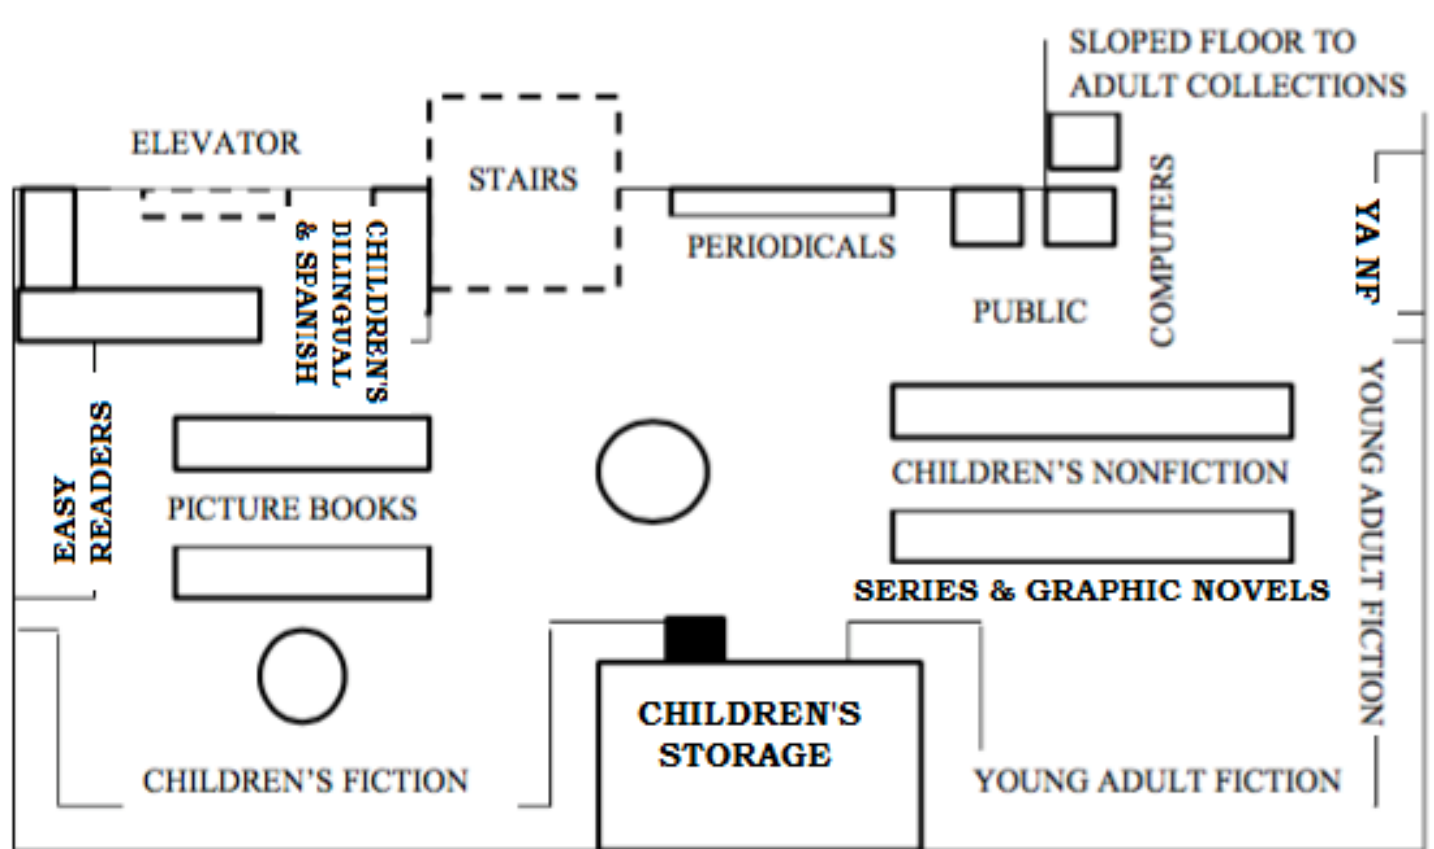 SLOPED FLOOR TO
ADULT COLLECTIONS
ELEVATOR
STAIRS
PERIODICALS
PUBLIC
COMPUTERS
YA NF
CHILDREN'S
DILINGUAL
& SPANISH
EASY
READERS
PICTURE BOOKS
CHILDREN’S NONFICTION
SERIES & GRAPHIC NOVELS
YOUNG ADULT FICTION
CHILDREN'S
STORAGE
CHILDREN’S FICTION
YOUNG ADULT FICTION